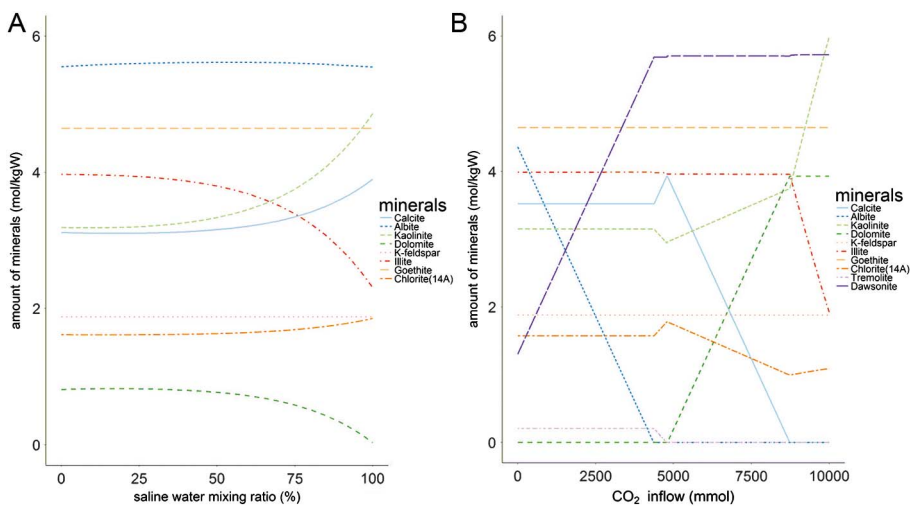 A
6
4
2
0
amount of minerals (mol/kgW)
0
25
50
75
100
saline water mixing ratio (%)
minerals
Calcite
Albite
Kaolinite
Dolomite
K-feldspar
Illite
Goethite
Chlorite(14A)
B
6
4
2
0
amount of minerals (mol/kgW)
0
2500
5000
7500
10000
CO2 inflow (mmol)
minerals
Calcite
Albite
Kaolinite
Dolomite
K-feldspar
Illite
Goethite
Chlorite(14A)
Tremolite
Dawsonite